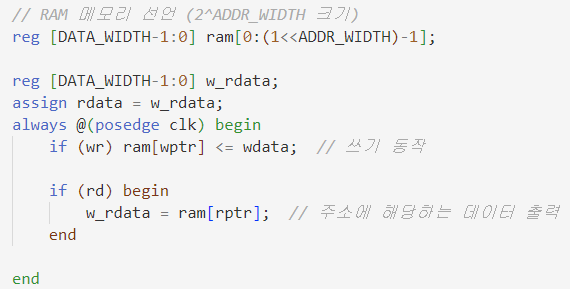 // RAM 메모리 선언 (2^ADDR_WIDTH 크기)
reg [DATA_WIDTH-1:0] ram[0:(1<<ADDR_WIDTH)-1];
reg [DATA_WIDTH-1:0] w_rdata;
assign rdata = w_rdata;
always @(posedge clk) begin
if (wr) ram[wptr] <= wdata;  // 쓰기 동작
if (rd) begin
w_rdata = ram[rptr];  // 주소에 해당하는 데이터 출력
end
end